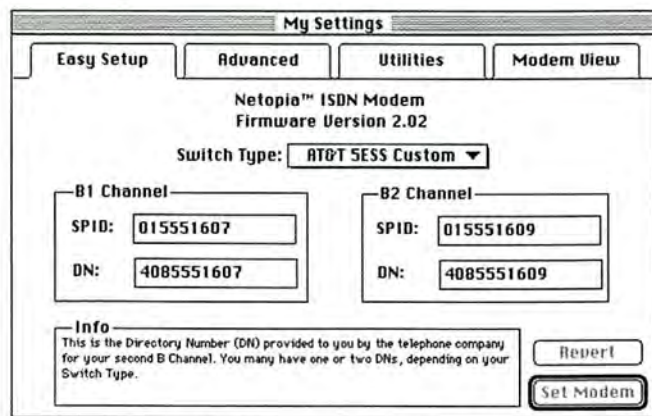 My Settings
Easy Setup Advanced Utilities Modem View
Netopia™ ISDN Modem
Firmware Version 2.02
Switch Type: AT&T 5ESS Custom
B1 Channel
SPID: 015551607
DN: 4085551607
B2 Channel
SPID: 015551609
DN: 4085551609
Info
This is the Directory Number (DN) provided to you by the telephone company
for your second B Channel. You many have one or two DNs, depending on your
Switch Type.
Revert
Set Modem